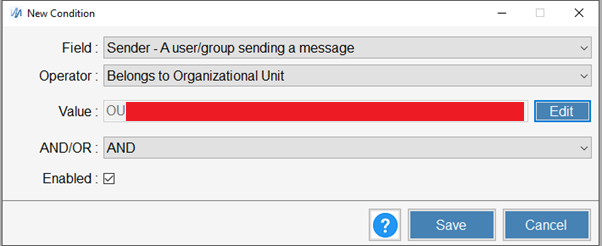 New Condition
Field : Sender - A user/group sending a message
Operator : Belongs to Organizational Unit
Value : OU Edit
AND/OR : AND
Enabled :
? Save Cancel